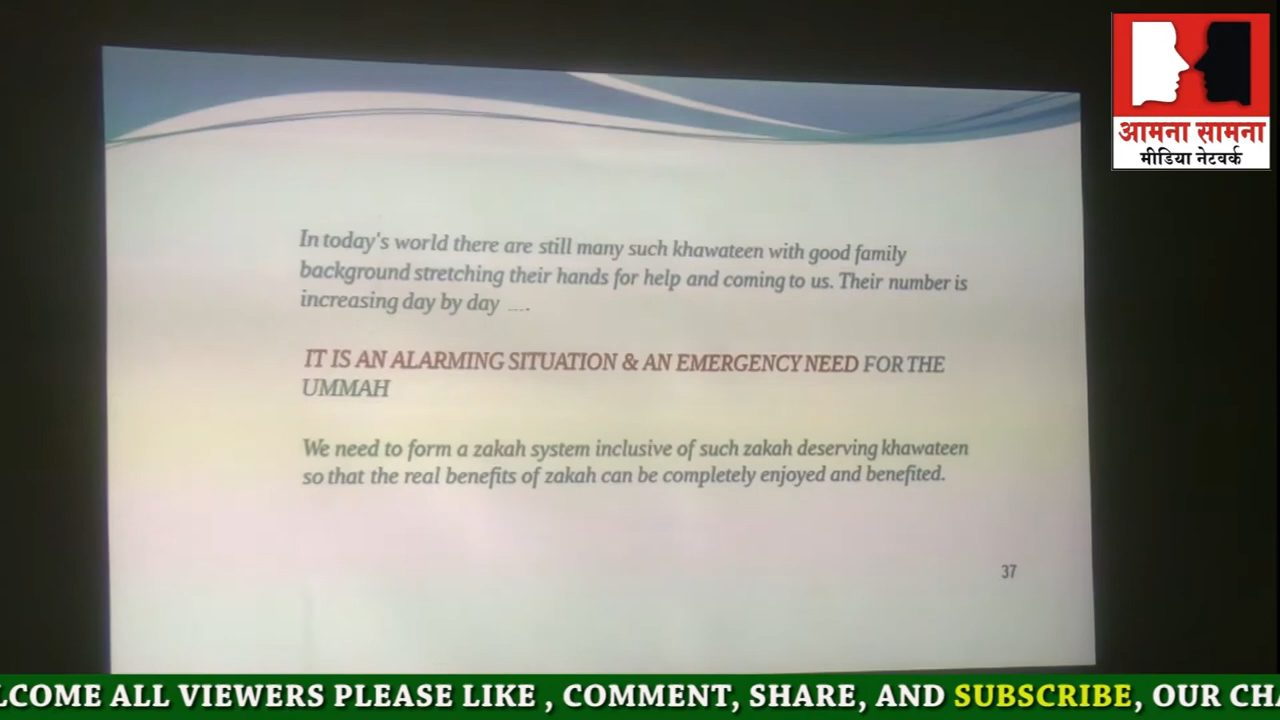 आमना सामना
मीडिया नेटवर्क
In today's world there are still many such khawateen with good family
background stretching their hands for help and coming to us. Their number is
increasing day by day ....
IT IS AN ALARMING SITUATION & AN EMERGENCY NEED FOR THE
UMMAH
We need to form a zakah system inclusive of such zakah deserving khawateen
so that the real benefits of zakah can be completely enjoyed and benefited.
37
LCOME ALL VIEWERS PLEASE LIKE , COMMENT, SHARE, AND SUBSCRIBE, OUR CHA